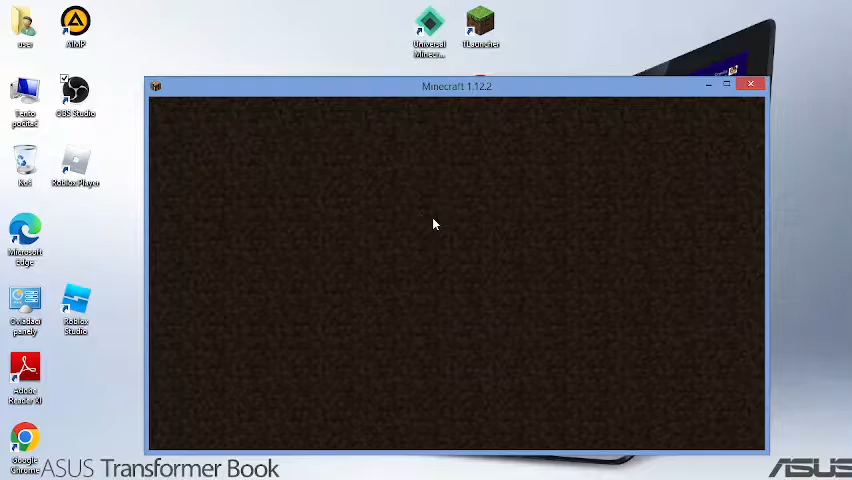 user
AIMP
Universal
Minecr...
TLauncher
Tento
počítač
OBS Studio
Minecraft 1.12.2
Koš
Roblox Player
Microsoft
Edge
Ovládací
panely
Roblox
Studio
Adobe
Reader XI
Google
Chrome
ASUS Transformer Book
ASUS